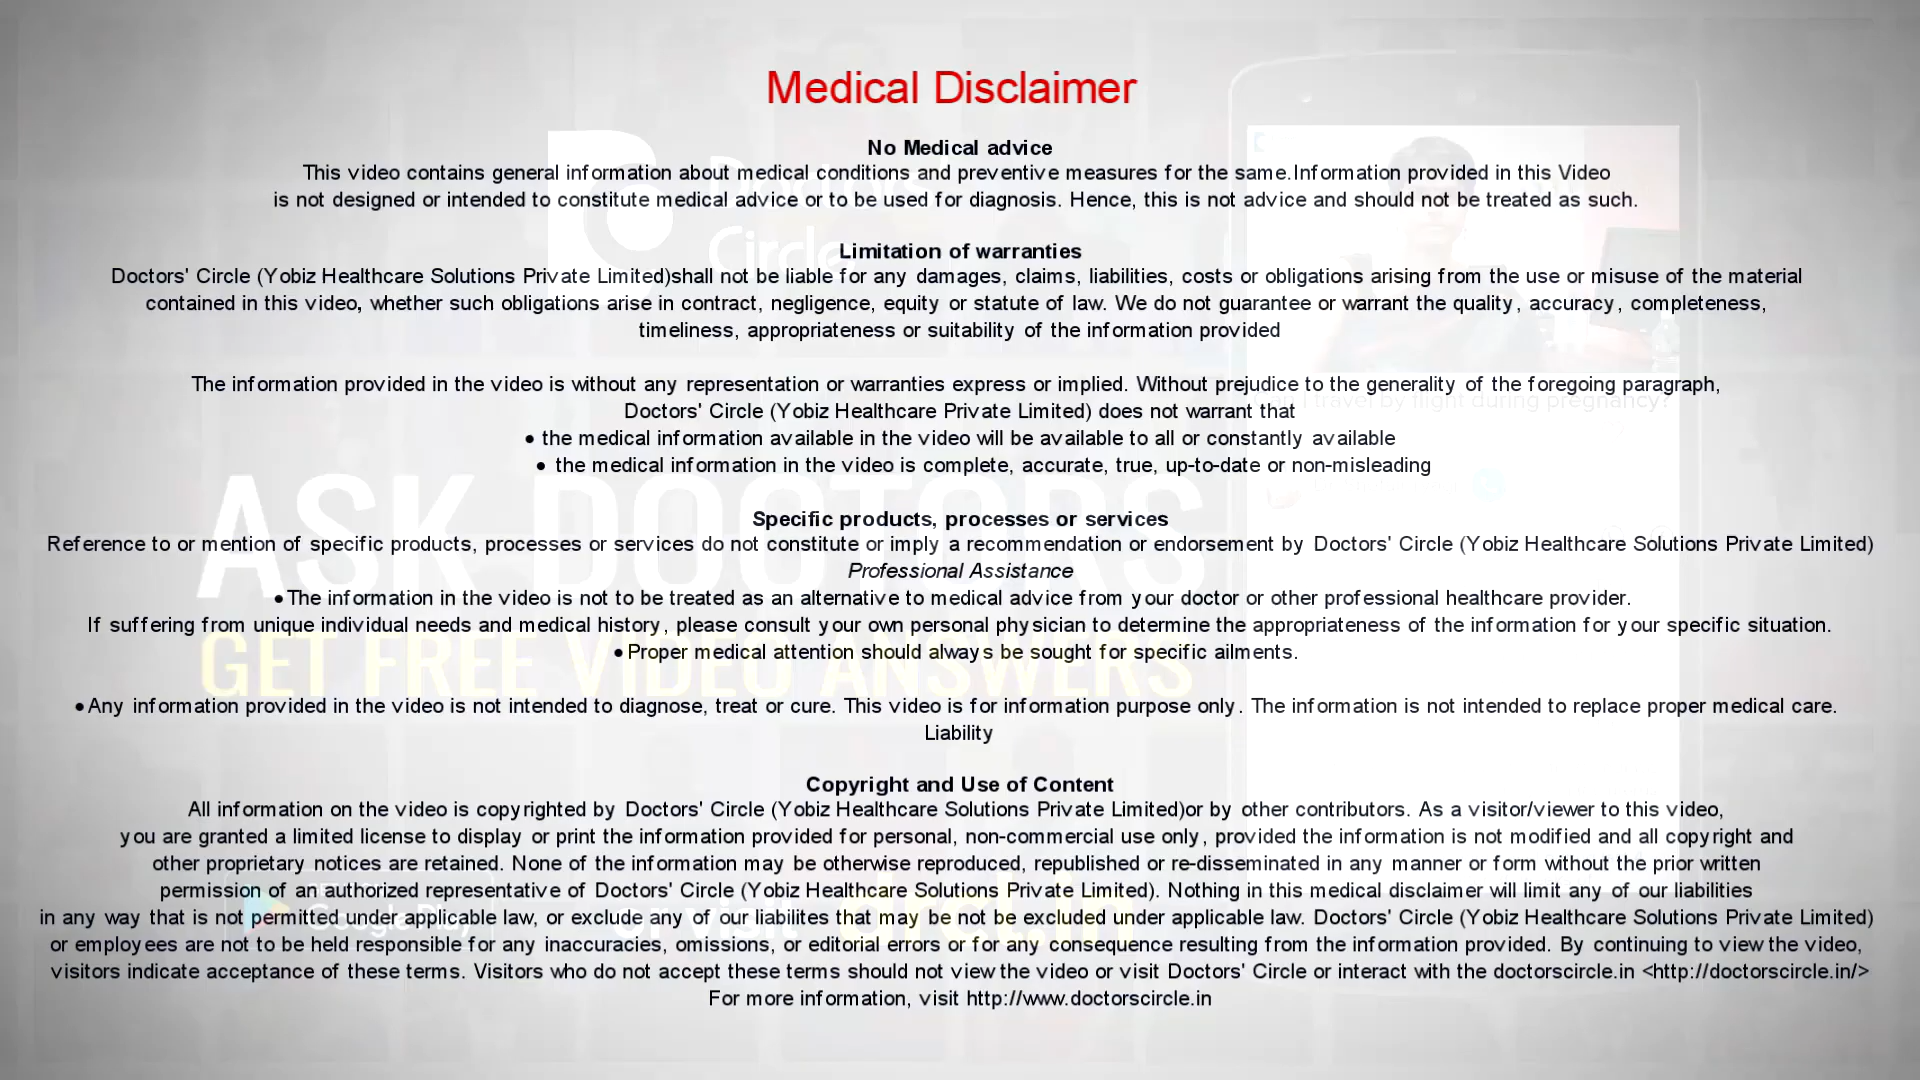 Medical Disclaimer
No Medical advice
This video contains general information about medical conditions and preventive measures for the same.Information provided in this Video
is not designed or intended to constitute medical advice or to be used for diagnosis. Hence, this is not advice and should not be treated as such.
Doctors'
Circle
Limitation of warranties
Doctors' Circle (Yobiz Healthcare Solutions Private Limited)shall not be liable for any damages, claims, liabilities, costs or obligations arising from the use or misuse of the material
contained in this video, whether such obligations arise in contract, negligence, equity or statute of law. We do not guarantee or warrant the quality, accuracy, completeness,
timeliness, appropriateness or suitability of the information provided
The information provided in the video is without any representation or warranties express or implied. Without prejudice to the generality of the foregoing paragraph,
Can I travel by flight during pregnancy?
Doctors' Circle (Yobiz Healthcare Private Limited) does not warrant that
• the medical information available in the video will be available to all or constantly available
• the medical information in the video is complete, accurate, true, up-to-date or non-misleading
ASK DOCTORS
Specific products, processes or services
Reference to or mention of specific products, processes or services do not constitute or imply a recommendation or endorsement by Doctors' Circle (Yobiz Healthcare Solutions Private Limited)
Professional Assistance
•The information in the video is not to be treated as an alternative to medical advice from your doctor or other professional healthcare provider.
If suffering from unique individual needs and medical history, please consult your own personal physician to determine the appropriateness of the information for your specific situation.
•Proper medical attention should always be sought for specific ailments.
GET FREE VIDEO ANSWERS
•Any information provided in the video is not intended to diagnose, treat or cure. This video is for information purpose only. The information is not intended to replace proper medical care.
Liability
Copyright and Use of Content
All information on the video is copyrighted by Doctors' Circle (Yobiz Healthcare Solutions Private Limited)or by other contributors. As a visitor/viewer to this video,
you are granted a limited license to display or print the information provided for personal, non-commercial use only, provided the information is not modified and all copyright and
other proprietary notices are retained. None of the information may be otherwise reproduced, republished or re-disseminated in any manner or form without the prior written
permission of an authorized representative of Doctors' Circle (Yobiz Healthcare Solutions Private Limited). Nothing in this medical disclaimer will limit any of our liabilities
in any way that is not permitted under applicable law, or exclude any of our liabilites that may be not be excluded under applicable law. Doctors' Circle (Yobiz Healthcare Solutions Private Limited)
Google Play
or visit drcl.in
or employees are not to be held responsible for any inaccuracies, omissions, or editorial errors or for any consequence resulting from the information provided. By continuing to view the video,
visitors indicate acceptance of these terms. Visitors who do not accept these terms should not view the video or visit Doctors' Circle or interact with the doctorscircle.in <http://doctorscircle.in/>
For more information, visit http://www.doctorscircle.in